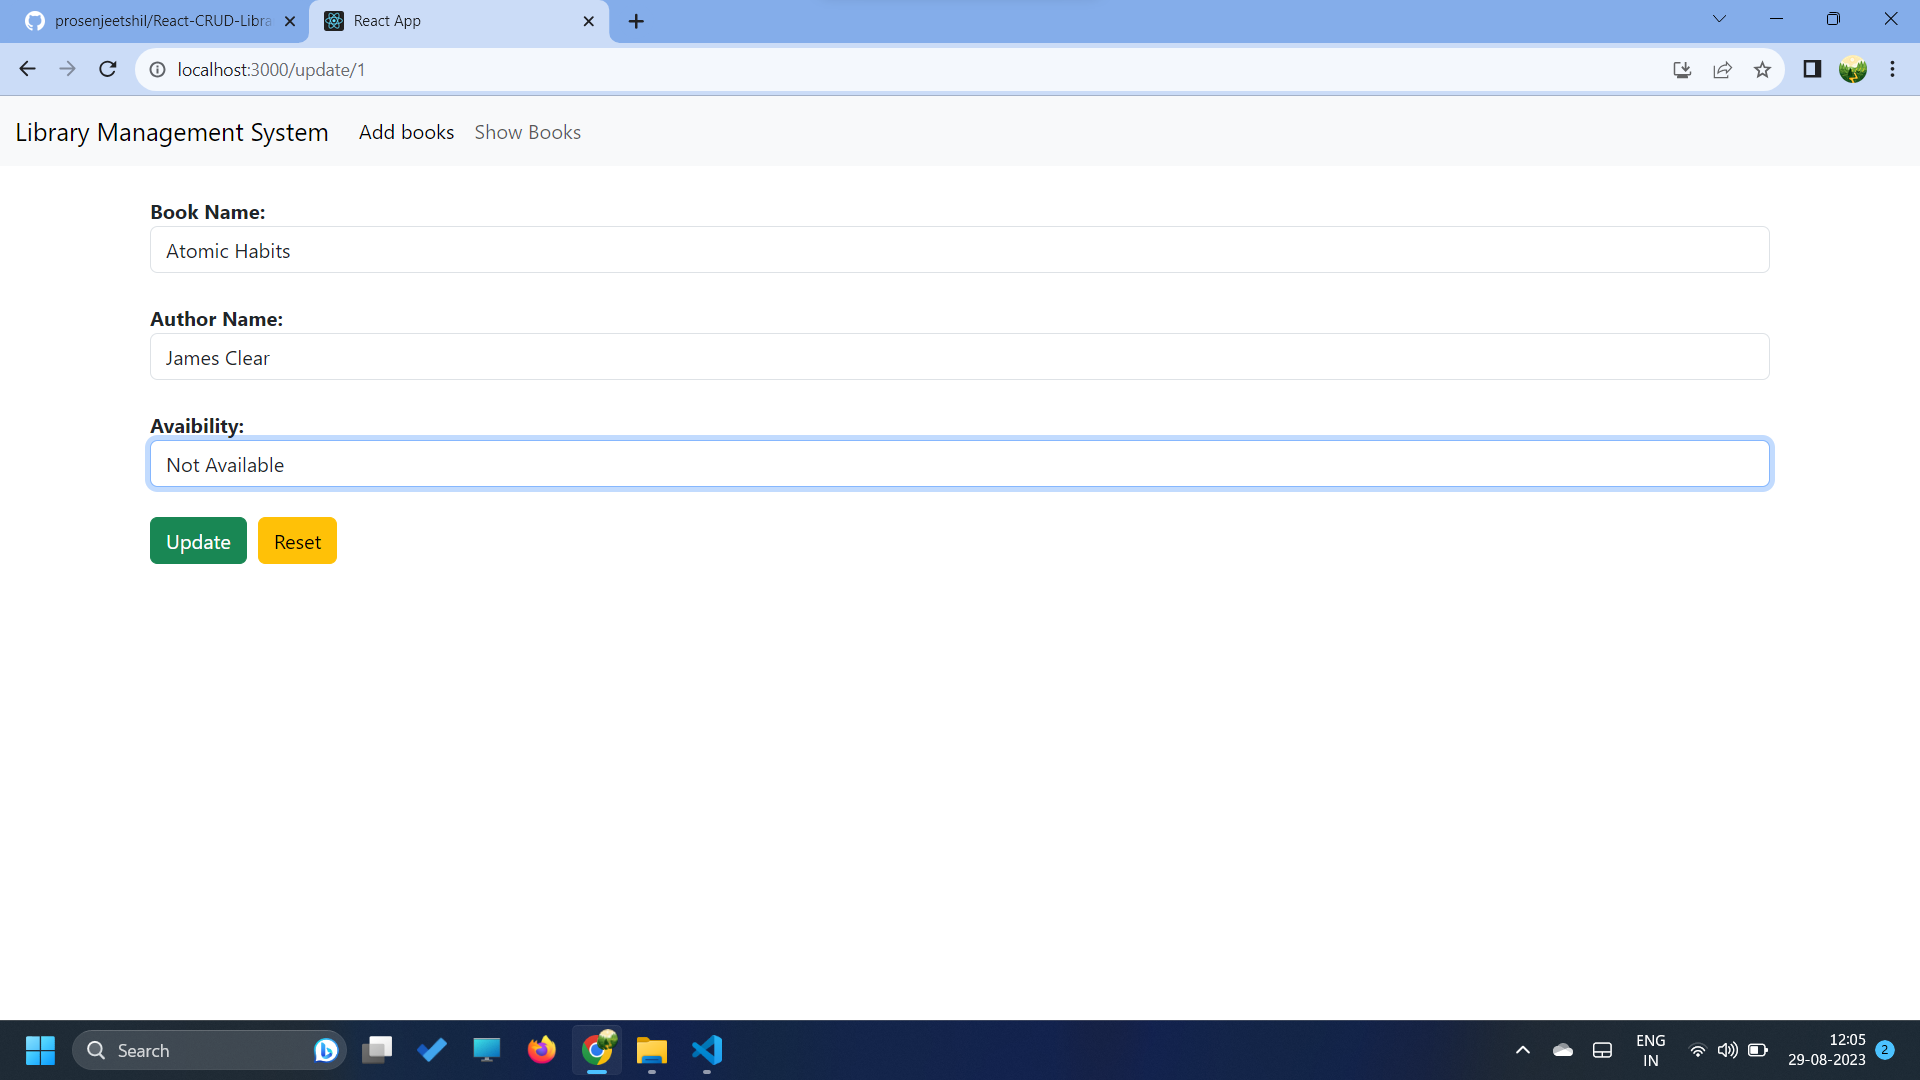 prosenjeetshil/React-CRUD-Libra
React App
localhost:3000/update/1
Library Management System Add books Show Books
Book Name:
Atomic Habits
Author Name:
James Clear
Avaibility:
Not Available
Update Reset
Search
ENG
IN
12:05
29-08-2023
2